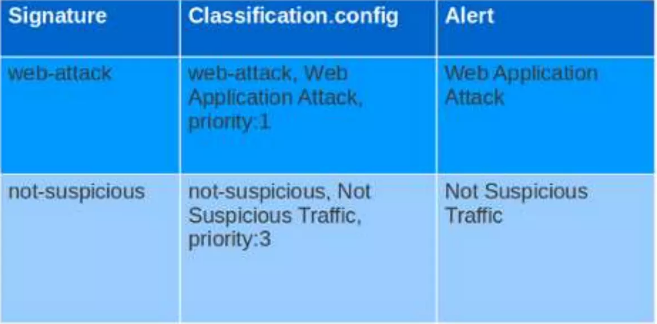 Signature Classification.config Alert
web-attack
web-attack, Web
Application Attack,
priority:1
Web Application
Attack
not-suspicious
not-suspicious, Not
Suspicious Traffic,
priority:3
Not Suspicious
Traffic